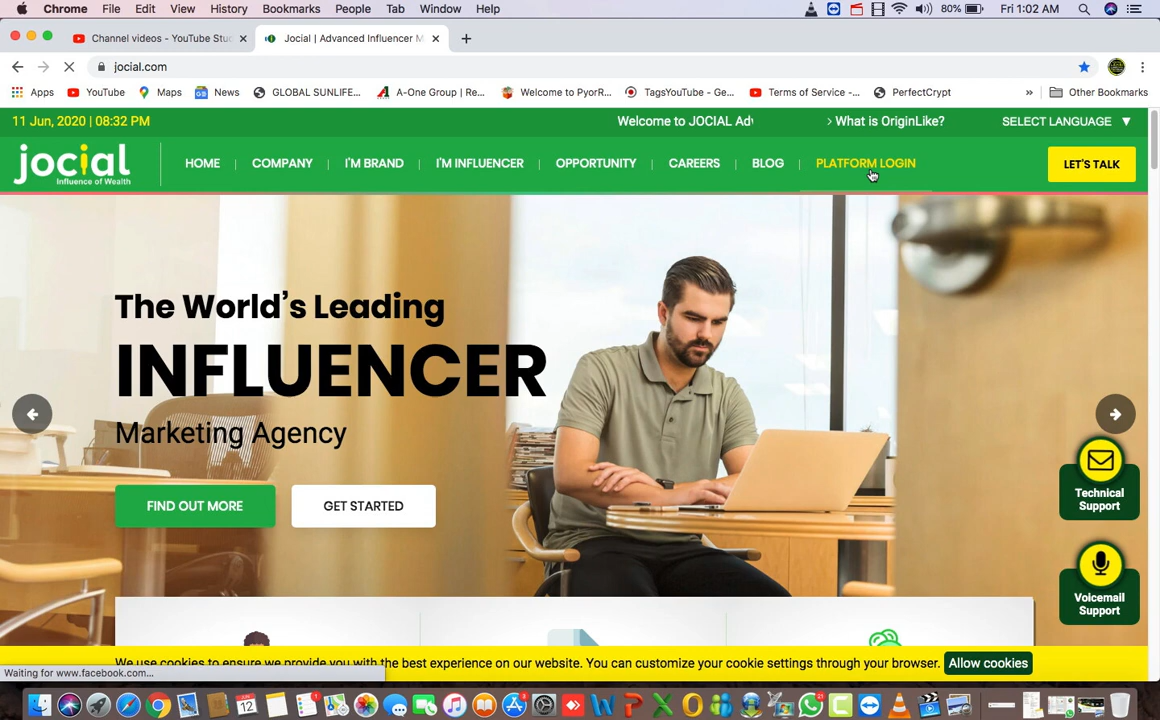 Chrome File Edit View History Bookmarks People Tab Window Help 80% Fri 1:02 AM
Channel videos - YouTube Stud Jocial | Advanced Influencer M
jocial.com
Apps YouTube Maps News GLOBAL SUNLIFE... A-One Group | Re... Welcome to PyorR... TagsYouTube - Ge... Terms of Service -... PerfectCrypt » Other Bookmarks
11 Jun, 2020 | 08:32 PM Welcome to JOCIAL Adv › What is OriginLike? SELECT LANGUAGE ▼
jocial
Influence of Wealth
HOME COMPANY I'M BRAND I'M INFLUENCER OPPORTUNITY CAREERS BLOG PLATFORM LOGIN LET'S TALK
The World's Leading
INFLUENCER
Marketing Agency
FIND OUT MORE GET STARTED
Technical
Support
Voicemail
Support
We use cookies to ensure we provide you with the best experience on our website. You can customize your cookie settings through your browser. Allow cookies
Waiting for www.facebook.com...